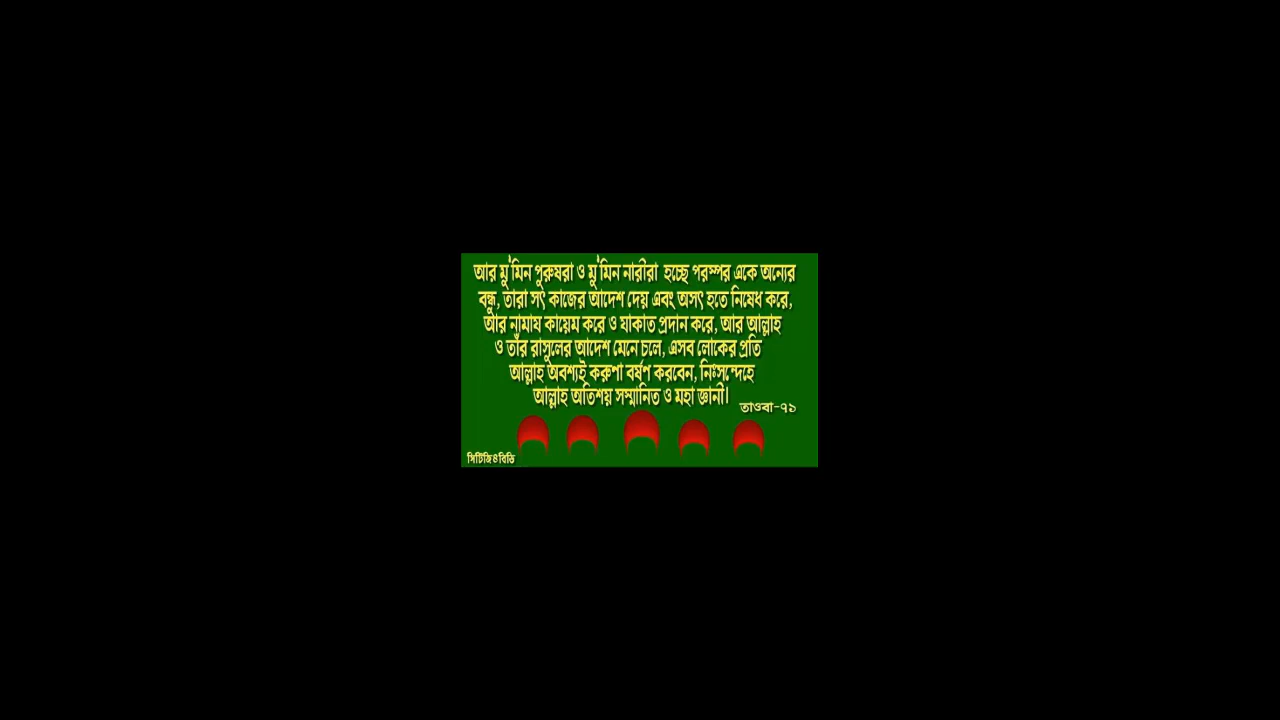 আর মু'মিন পুরুষরা ও মু'মিন নারীরা হচ্ছে পরস্পর একে অন্যের
বন্ধু, তারা সৎ কাজের আদেশ দেয় এবং অসৎ হতে নিষেধ করে,
আর নামায কায়েম করে ও যাকাত প্রদান করে, আর আল্লাহ
ও তাঁর রাসূলের আদেশ মেনে চলে, এসব লোকের প্রতি
আল্লাহ অবশ্যই করুণা বর্ষণ করবেন, নিঃসন্দেহে
আল্লাহ অতিশয় সম্মানিত ও মহা জ্ঞানী।
তাওবা-৭১
সিটিজি৪বিডি